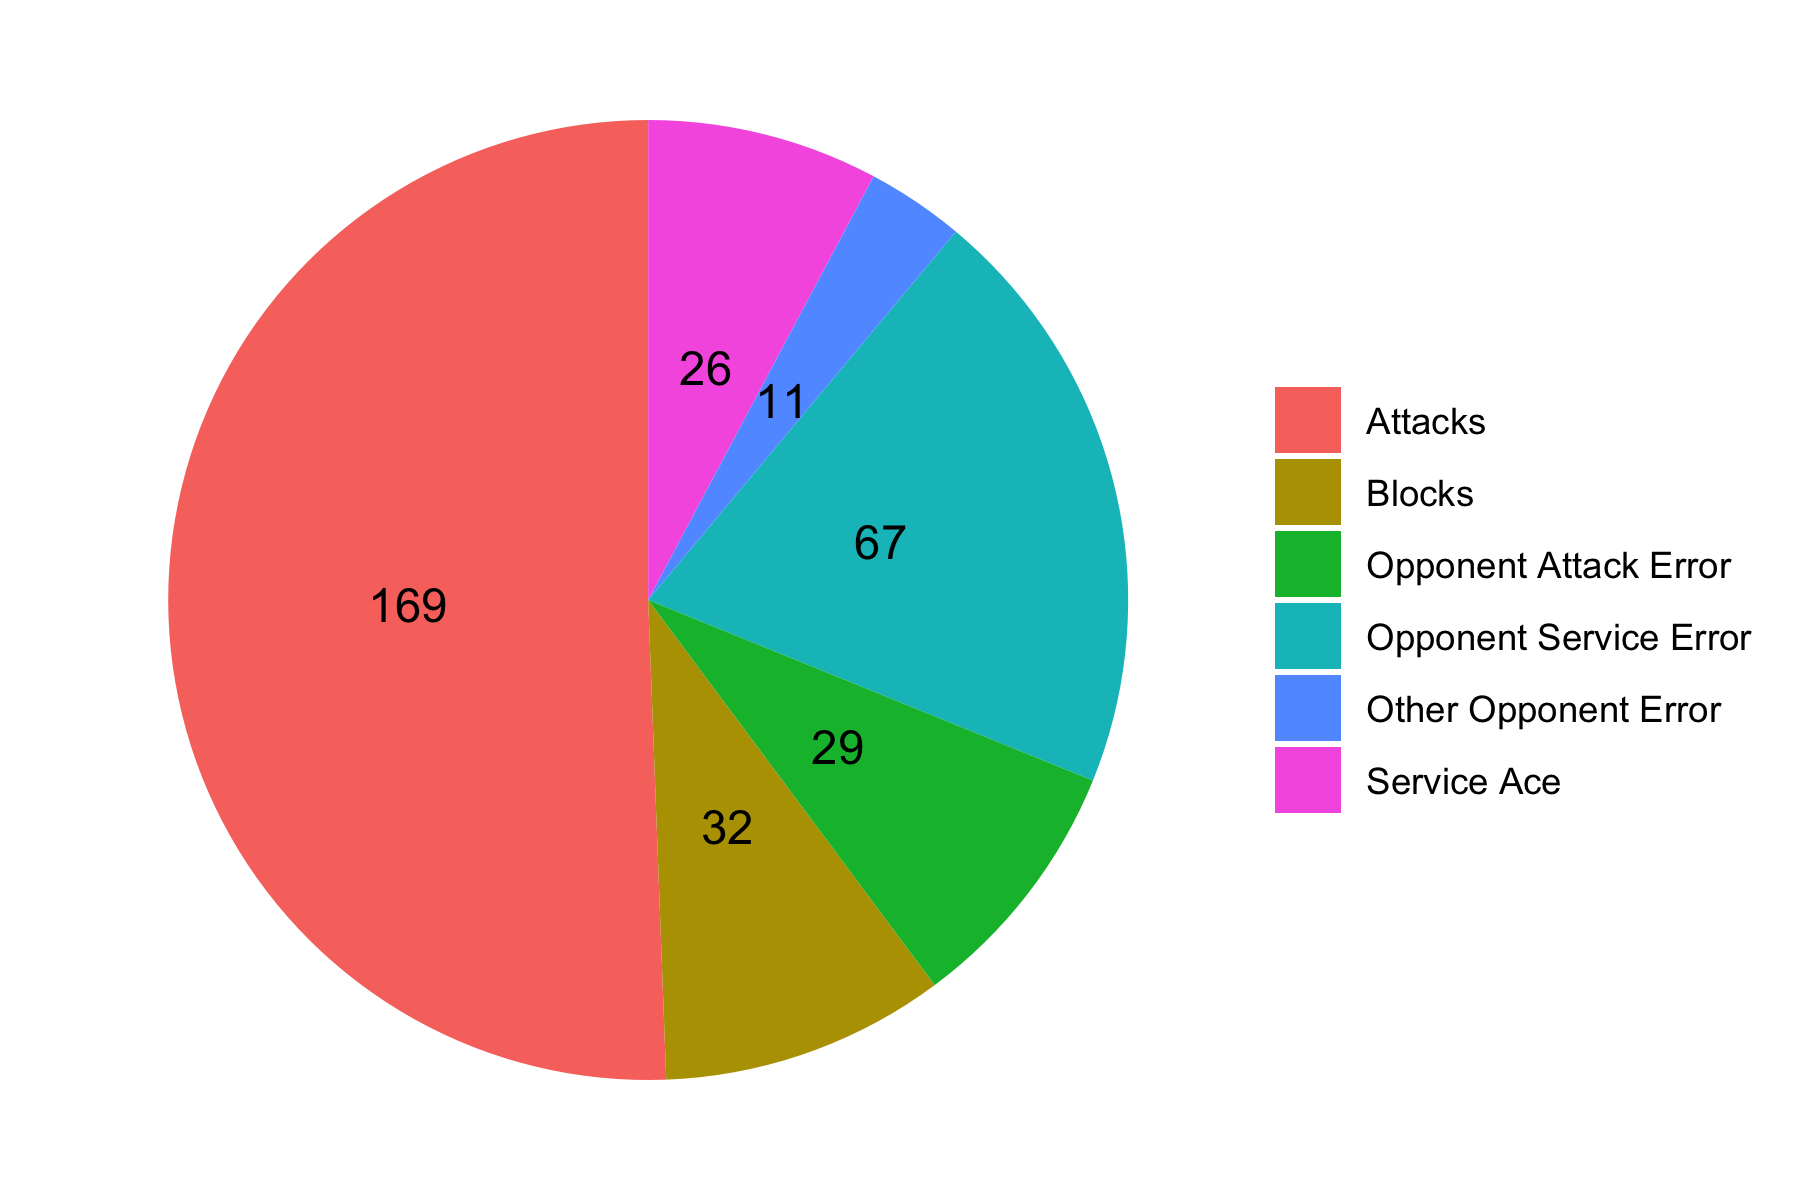 26
11
67
169
29
32
Attacks
Blocks
Opponent Attack Error
Opponent Service Error
Other Opponent Error
Service Ace